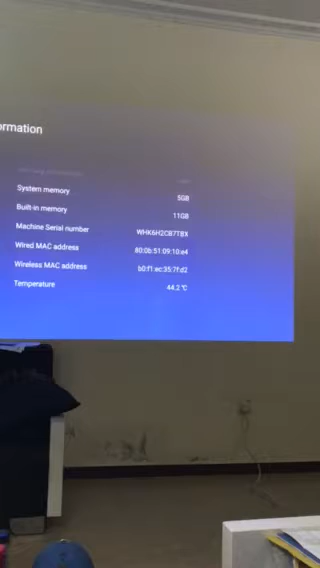 ormation
System memory 5GB
Built-in memory 11GB
Machine Serial number WHK6H2CB7TBX
Wired MAC address 80:0b:51:09:10:e4
Wireless MAC address b0:f1:ec:35:7f:d2
Temperature 44.2°C